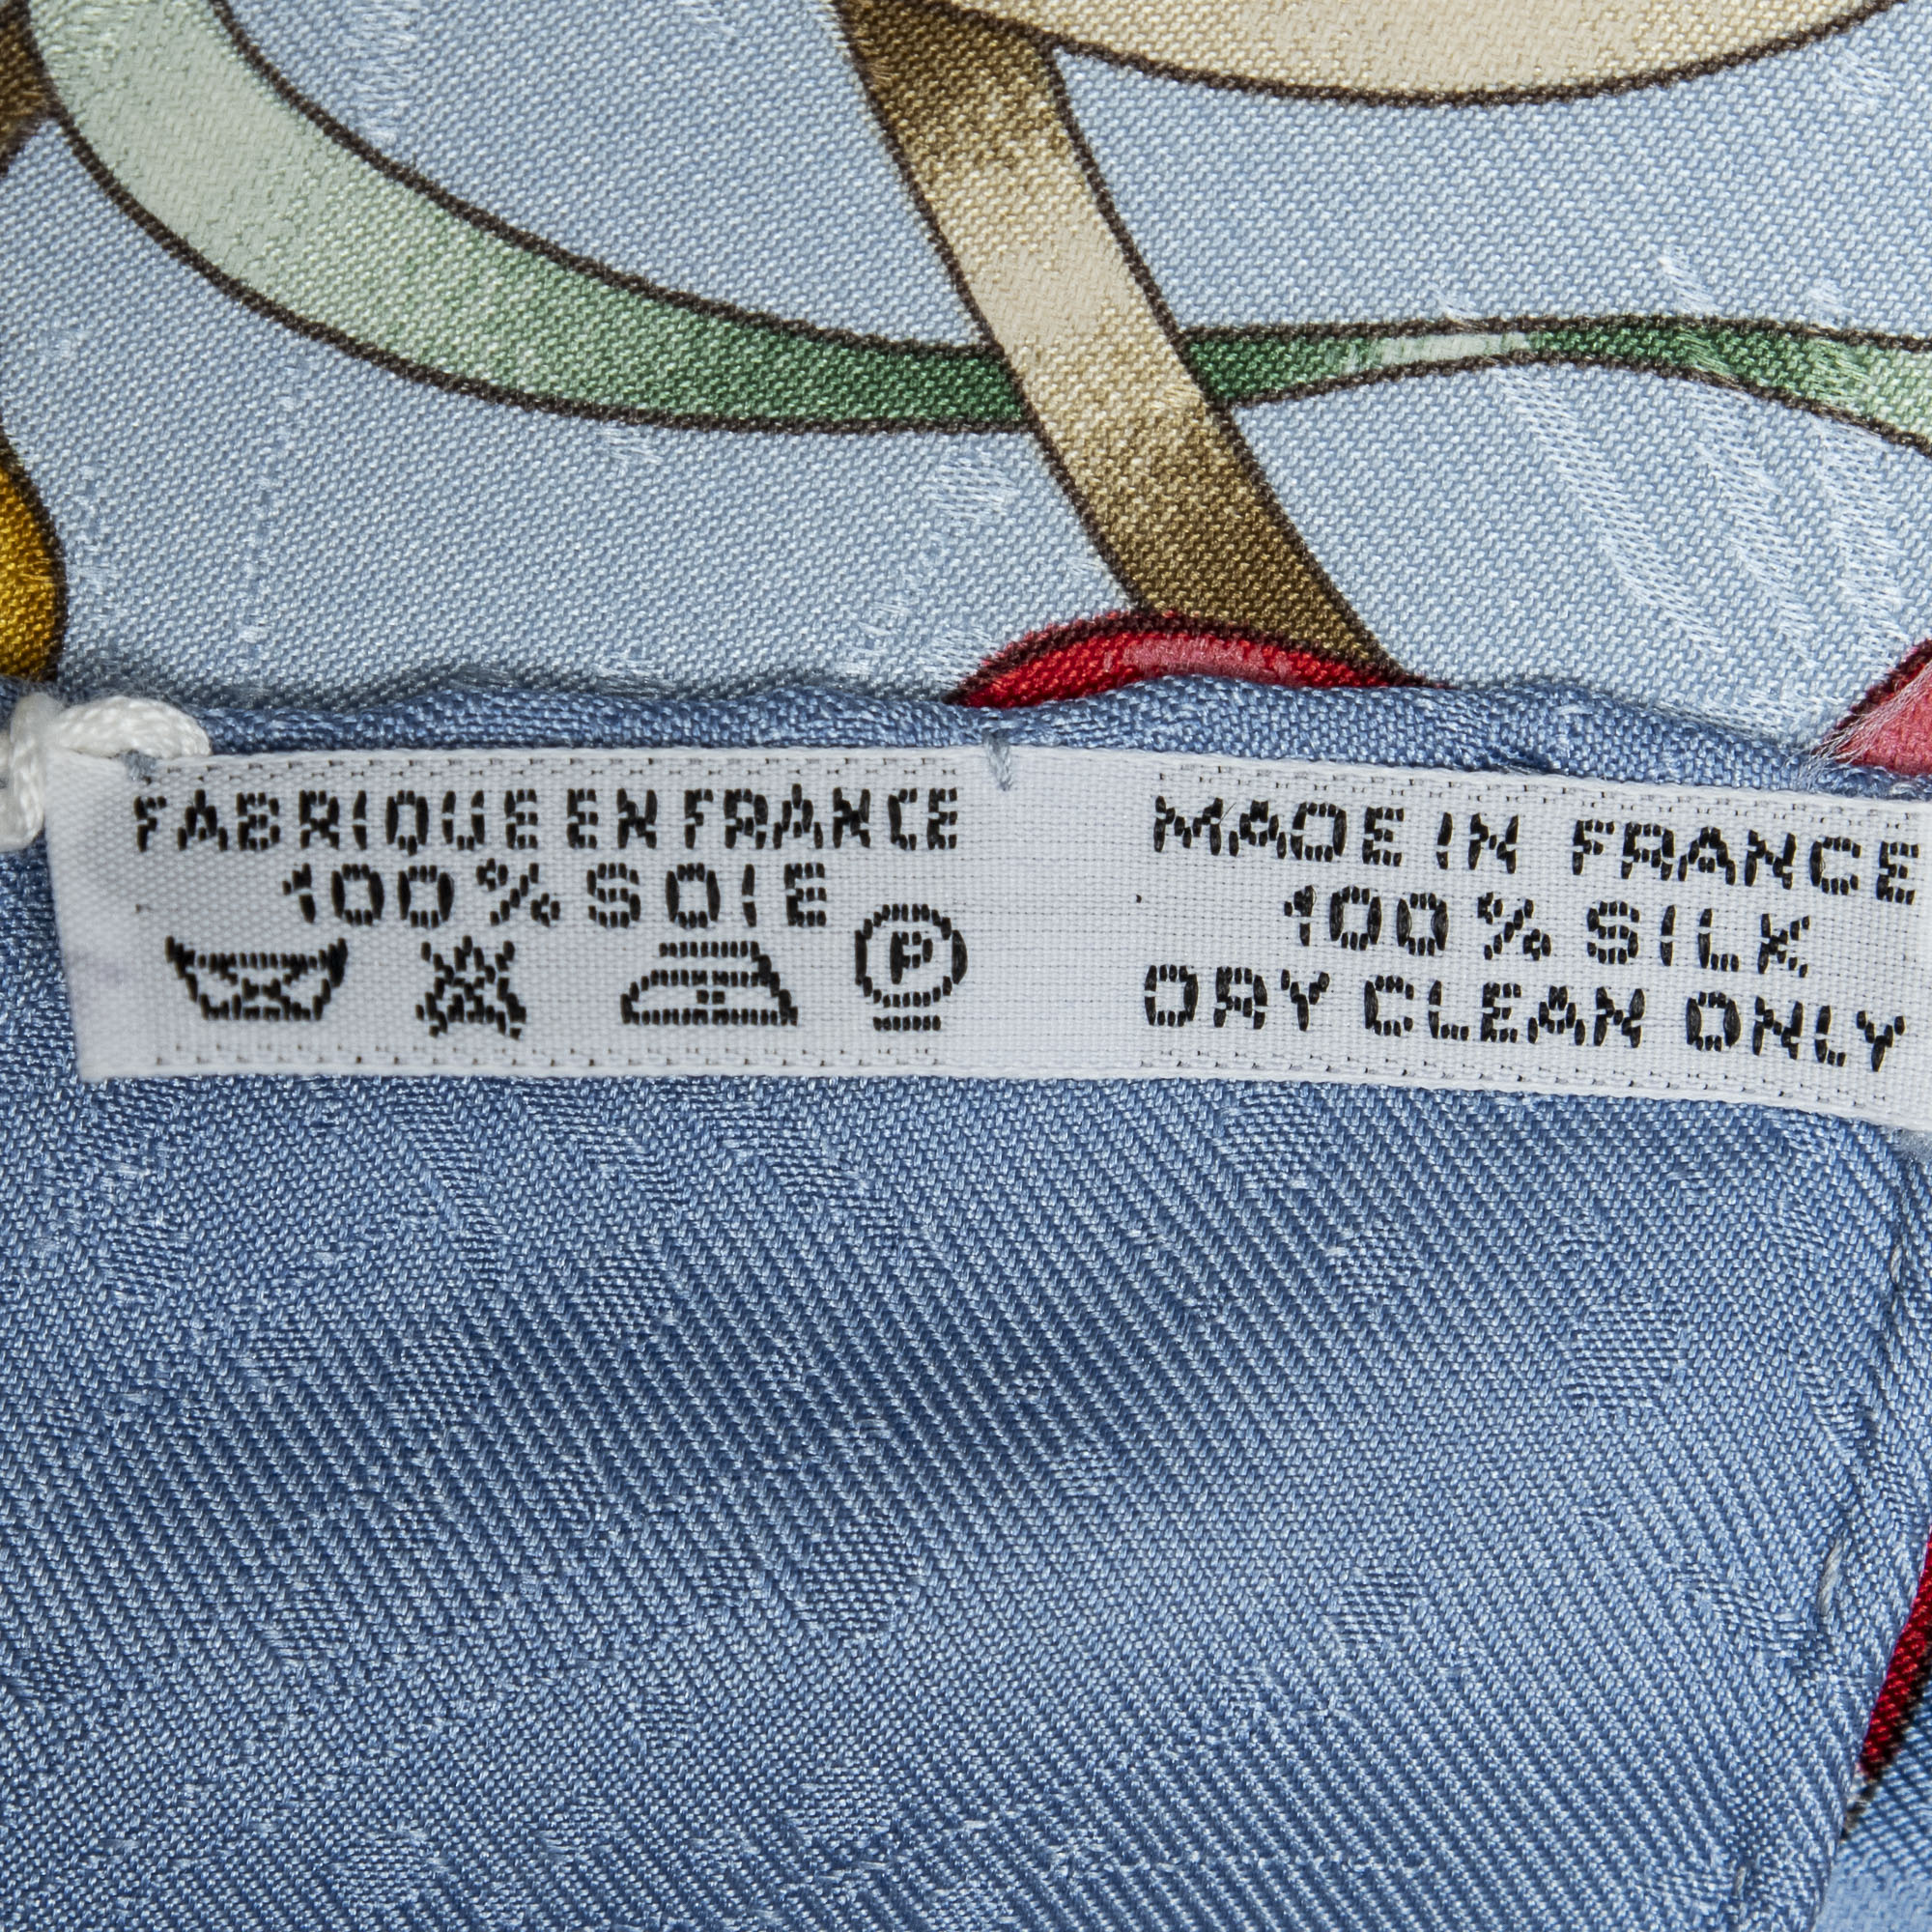 FABRIQUE EN FRANCE
100% SOIE
P
MADE IN FRANCE
100% SILK
DRY CLEAN ONLY